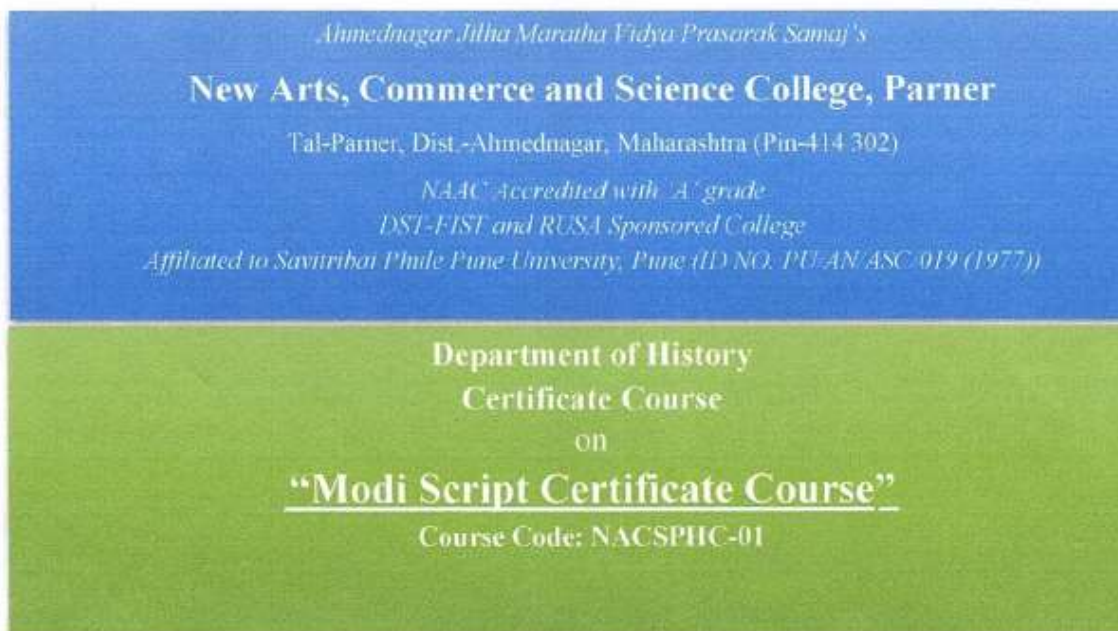 Ahmednagar Jilha Maratha Vidya Prasarak Samaj's
New Arts, Commerce and Science College, Parner
Tal-Parner, Dist.-Ahmednagar, Maharashtra (Pin-414 302)
NAAC Accredited with 'A' grade
DST-FIST and RUSA Sponsored College
Affiliated to Savitribai Phule Pune University, Pune (ID NO. PU/AN/ASC/019 (1977))
Department of History
Certificate Course
on
“Modi Script Certificate Course”
Course Code: NACSPHC-01